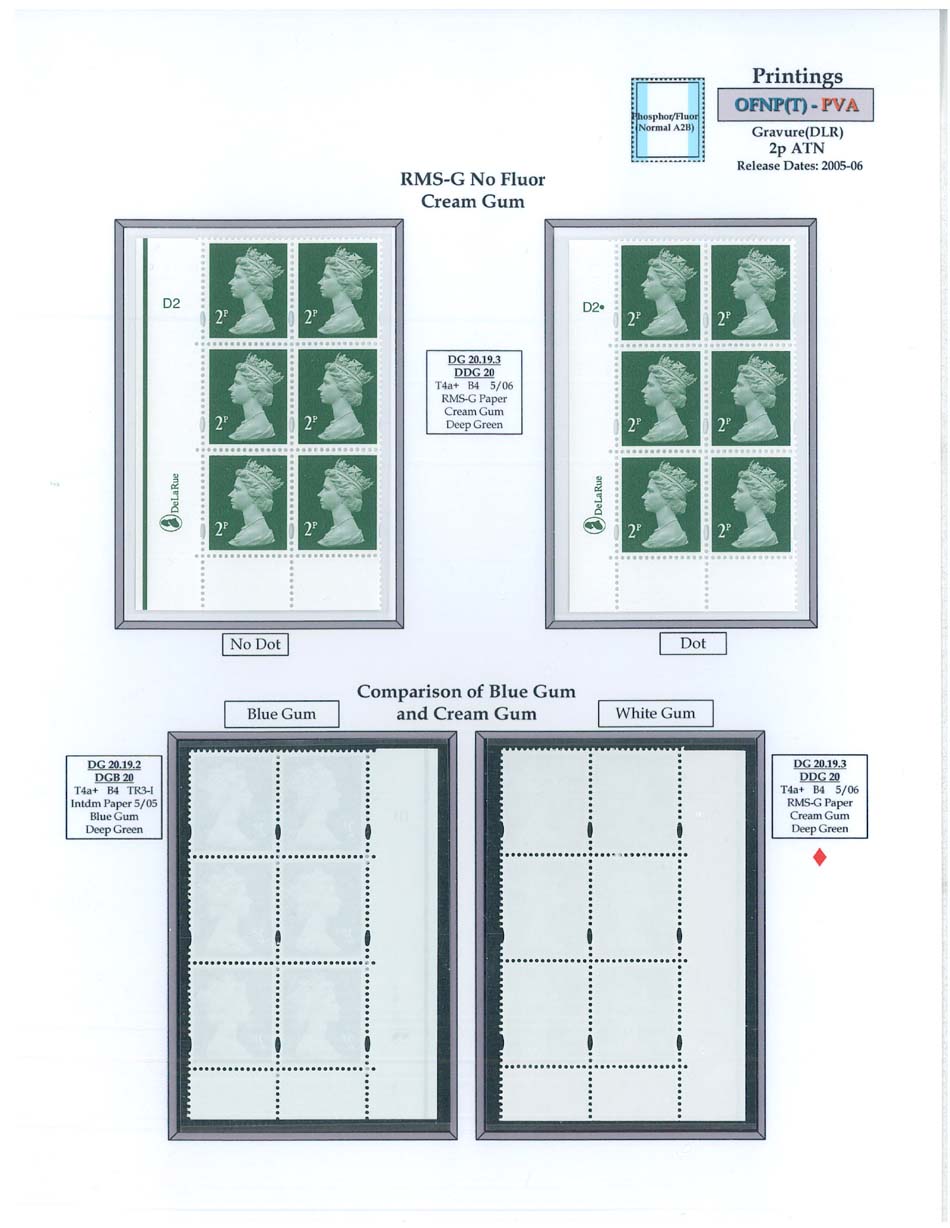 Printings
OFNP(T) - PVA
Phosphor/Fluor
Normal A2B)
Gravure(DLR)
2p ATN
Release Dates: 2005-06
RMS-G No Fluor
Cream Gum
D2
2P 2P
2P 2P
DeLaRue
2P 2P
DG 20.19.3
DDG 20
T4a+ B4 5/06
RMS-G Paper
Cream Gum
Deep Green
D2•
2P 2P
2P 2P
DeLaRue
2P 2P
No Dot
Dot
Comparison of Blue Gum
and Cream Gum
Blue Gum
White Gum
DG 20.19.2
DGB 20
T4a+ B4 TR3-I
Intdm Paper 5/05
Blue Gum
Deep Green
DG 20.19.3
DDG 20
T4a+ B4 5/06
RMS-G Paper
Cream Gum
Deep Green